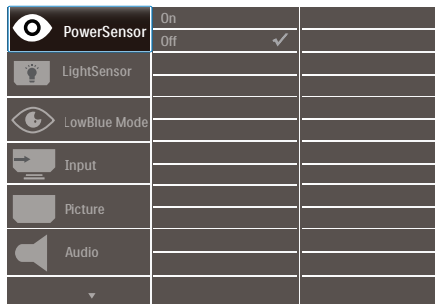 PowerSensor
On
Off
LightSensor
LowBlue Mode
Input
Picture
Audio